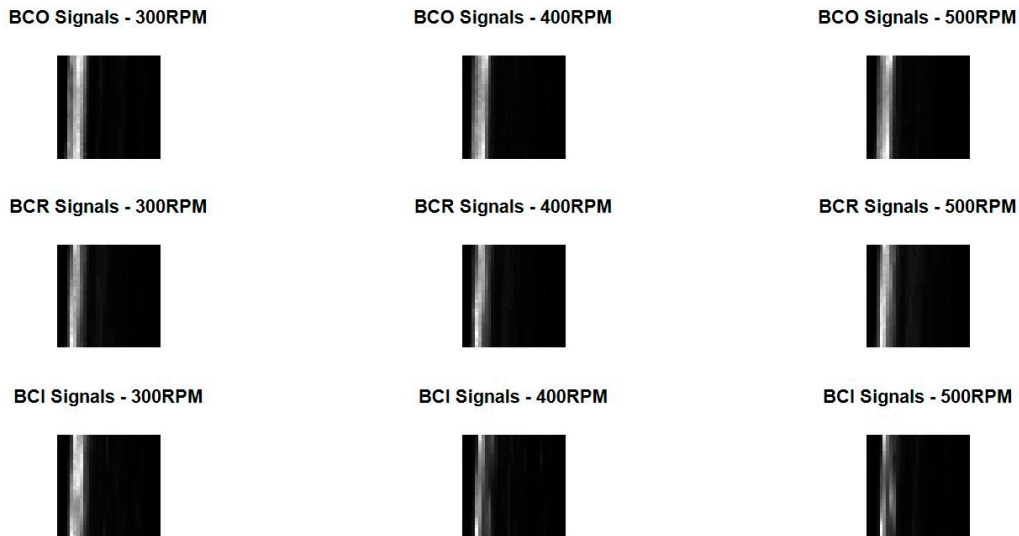 BCO Signals - 300RPM
BCO Signals - 400RPM
BCO Signals - 500RPM
BCR Signals - 300RPM
BCR Signals - 400RPM
BCR Signals - 500RPM
BCI Signals - 300RPM
BCI Signals - 400RPM
BCI Signals - 500RPM